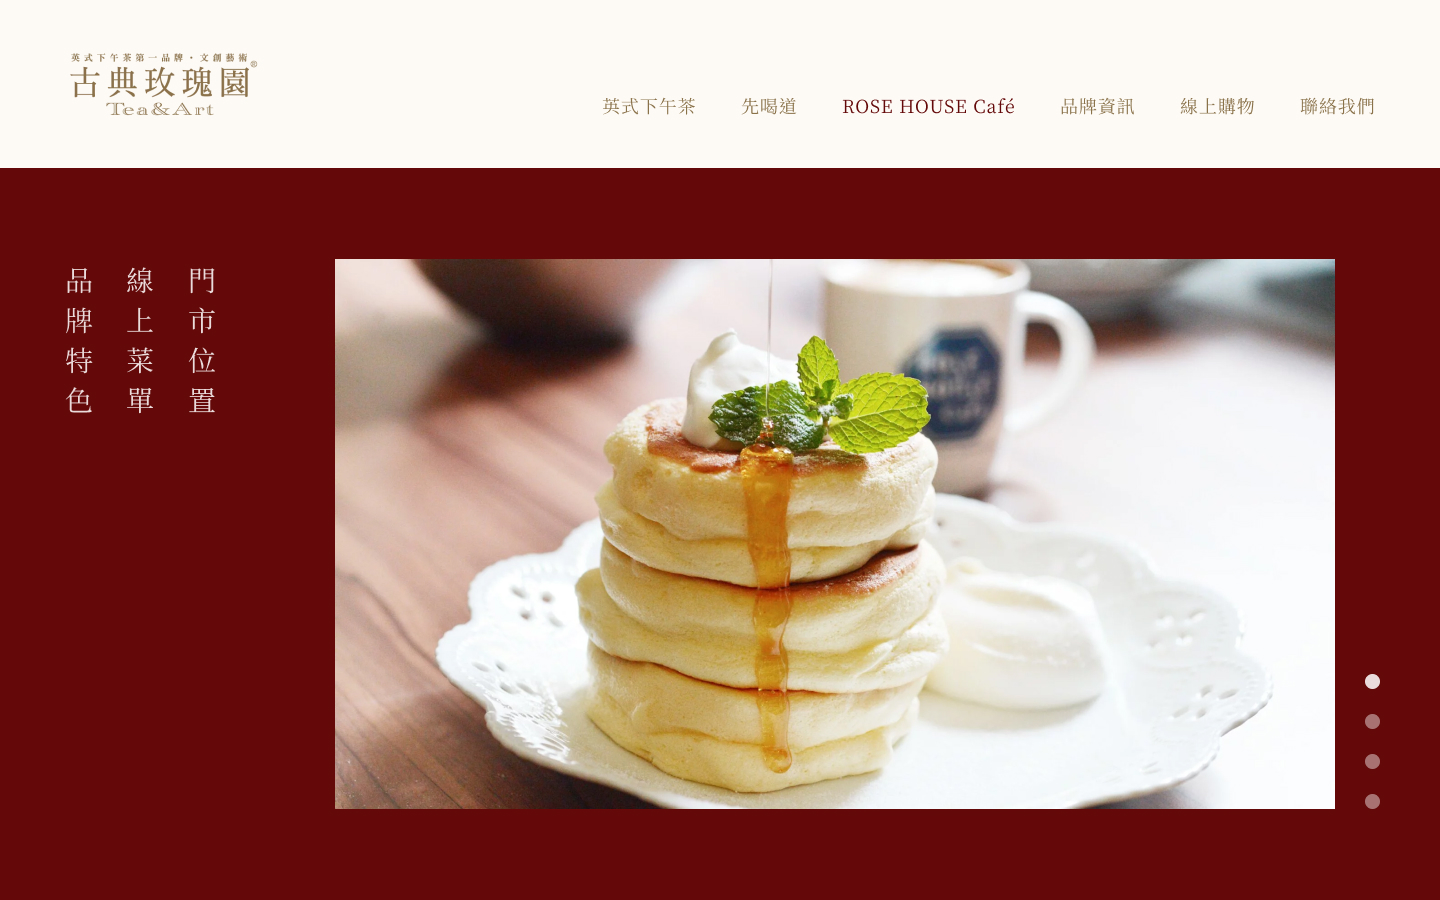 英式下午茶第一品牌・文創藝術
古典玫瑰園®
Tea&Art
英式下午茶
先喝道
ROSE HOUSE Café
品牌資訊
線上購物
聯絡我們
門市位置
線上菜單
品牌特色